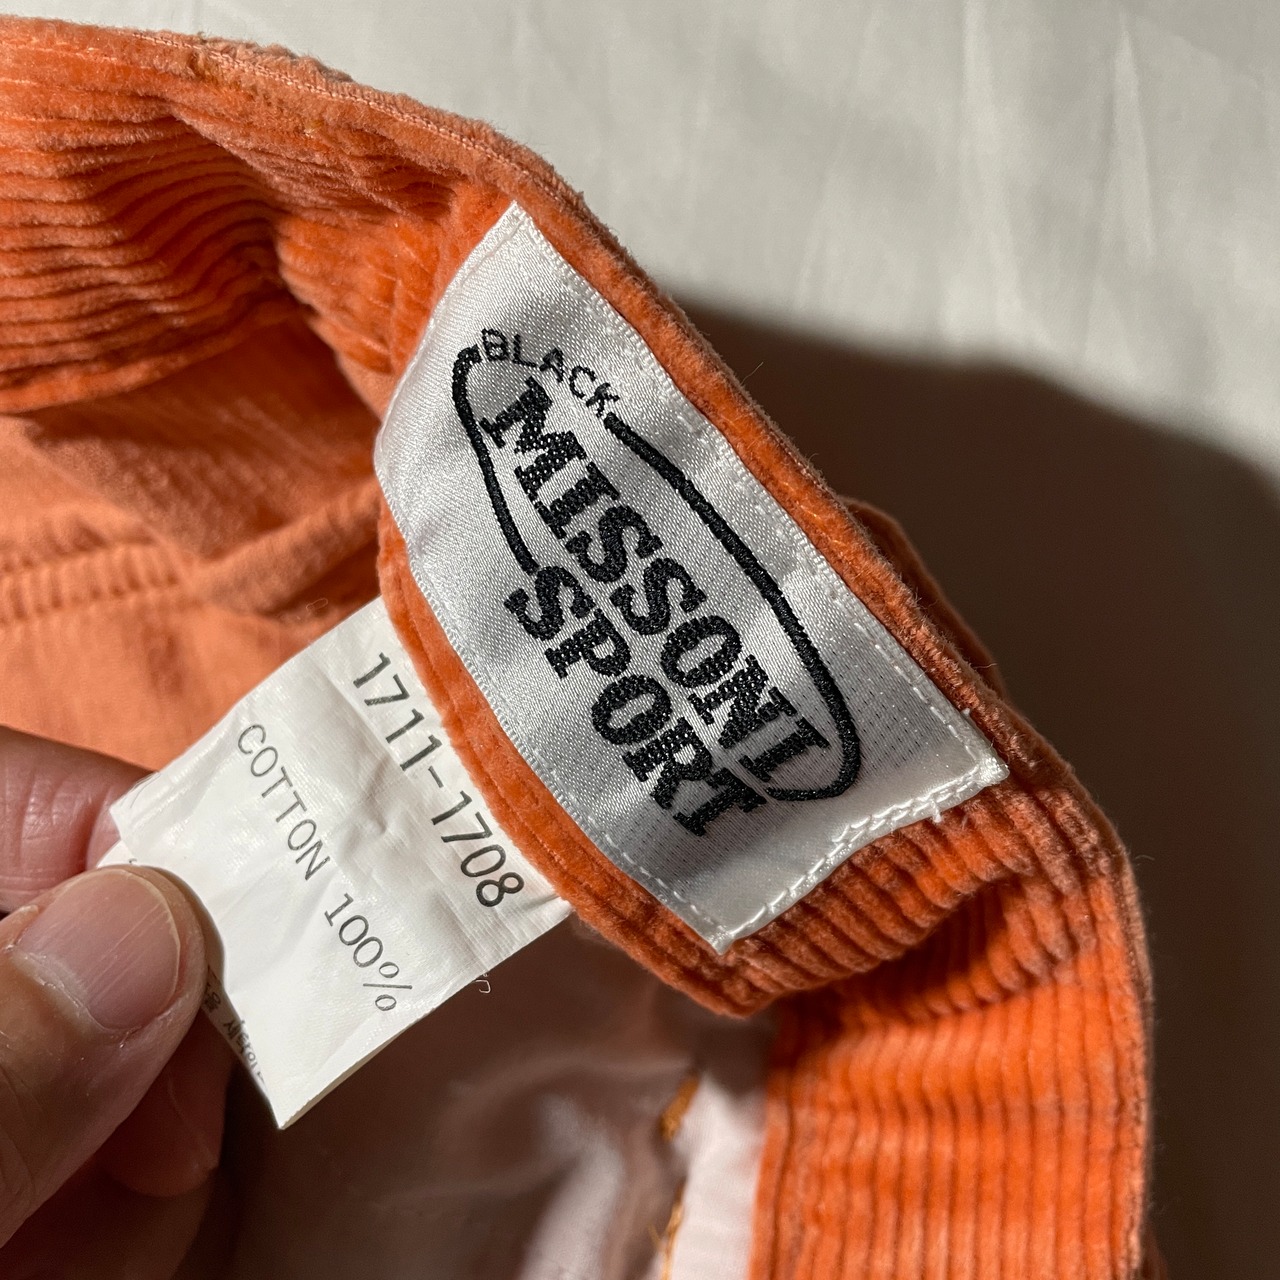 BLACK
MISSONI
SPORT
1711-1708
COTTON 100%